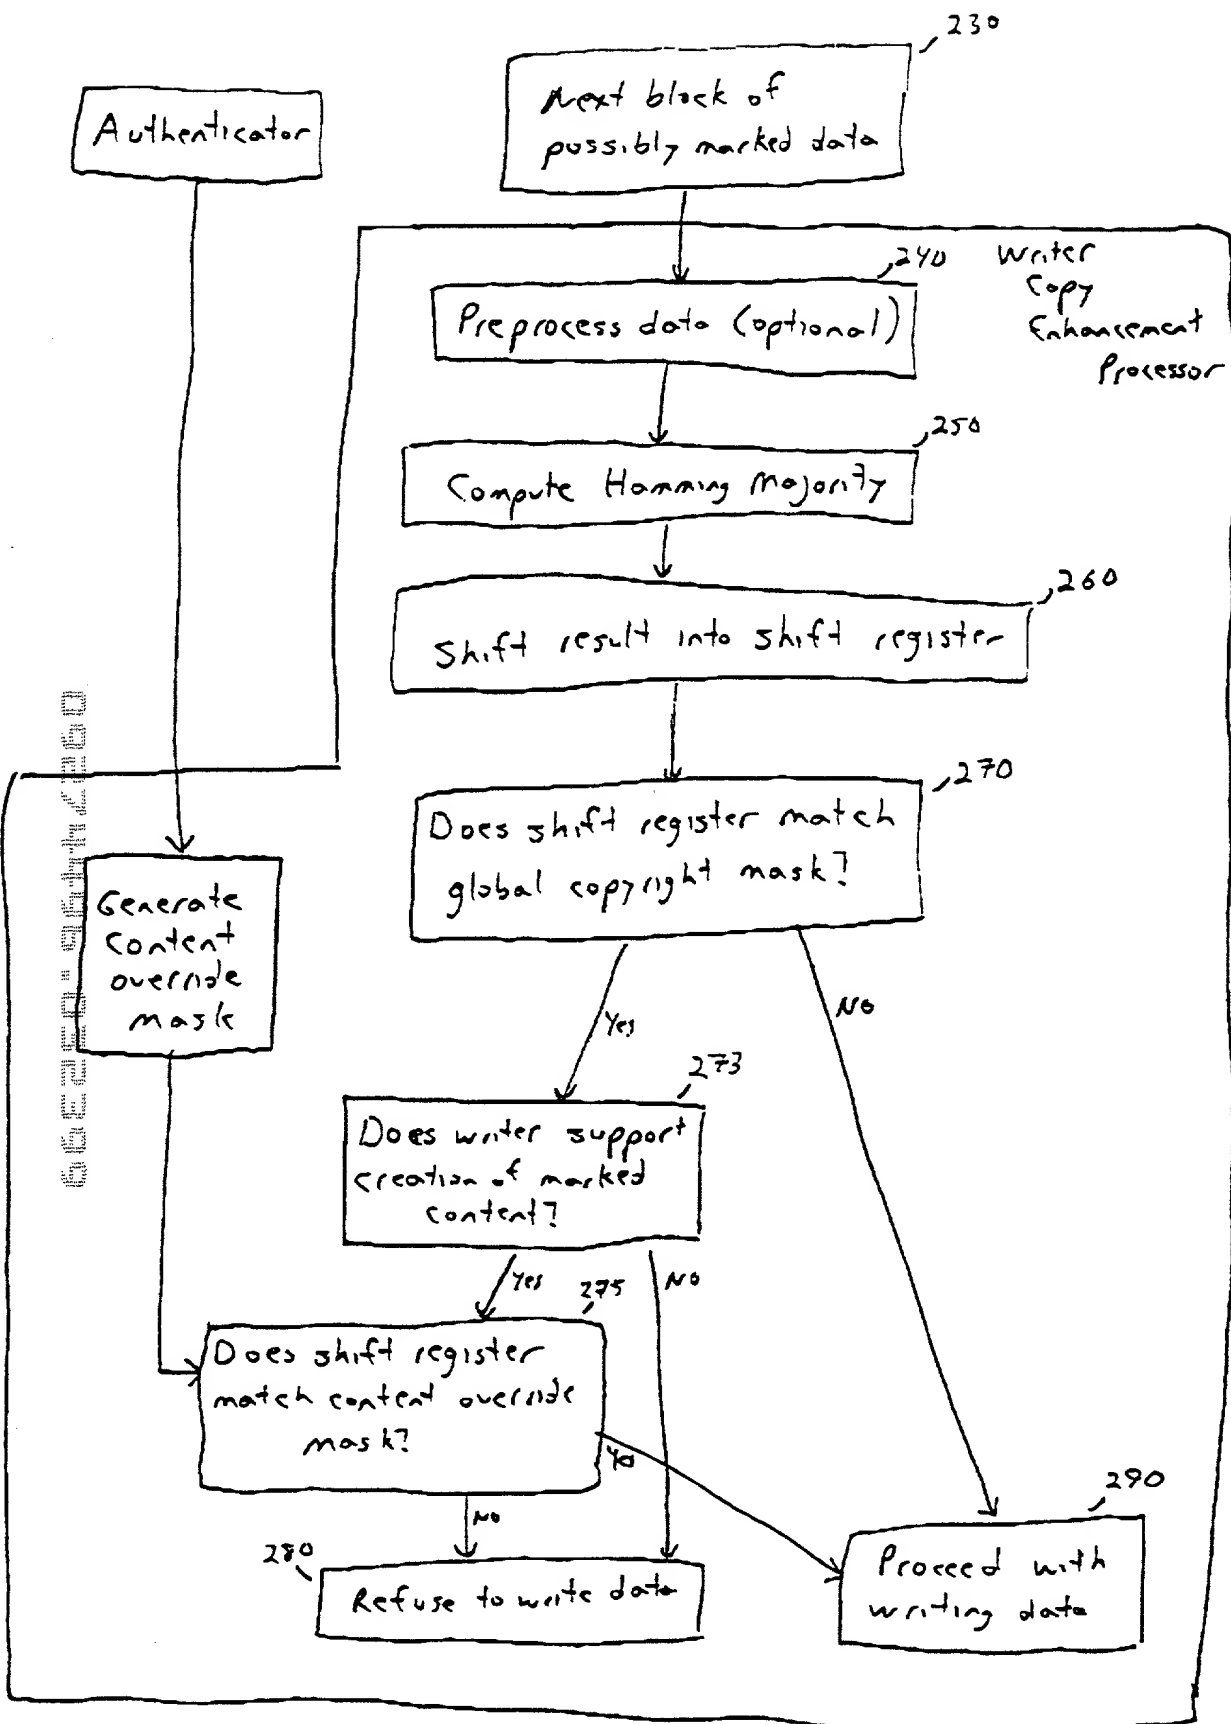 230
Authenticator
Next block of
possibly marked data
240
Writer
Copy
Enhancement
Processor
Preprocess data (optional)
250
Compute Hamming Majority
260
Shift result into shift register
270
Does shift register match
global copyright mask?
Generate
content
override
mask
Yes
No
273
Does writer support
creation of marked
content?
Yes
275
No
Does shift register
match content override
mask?
No
280
Refuse to write data
290
Proceed with
writing data